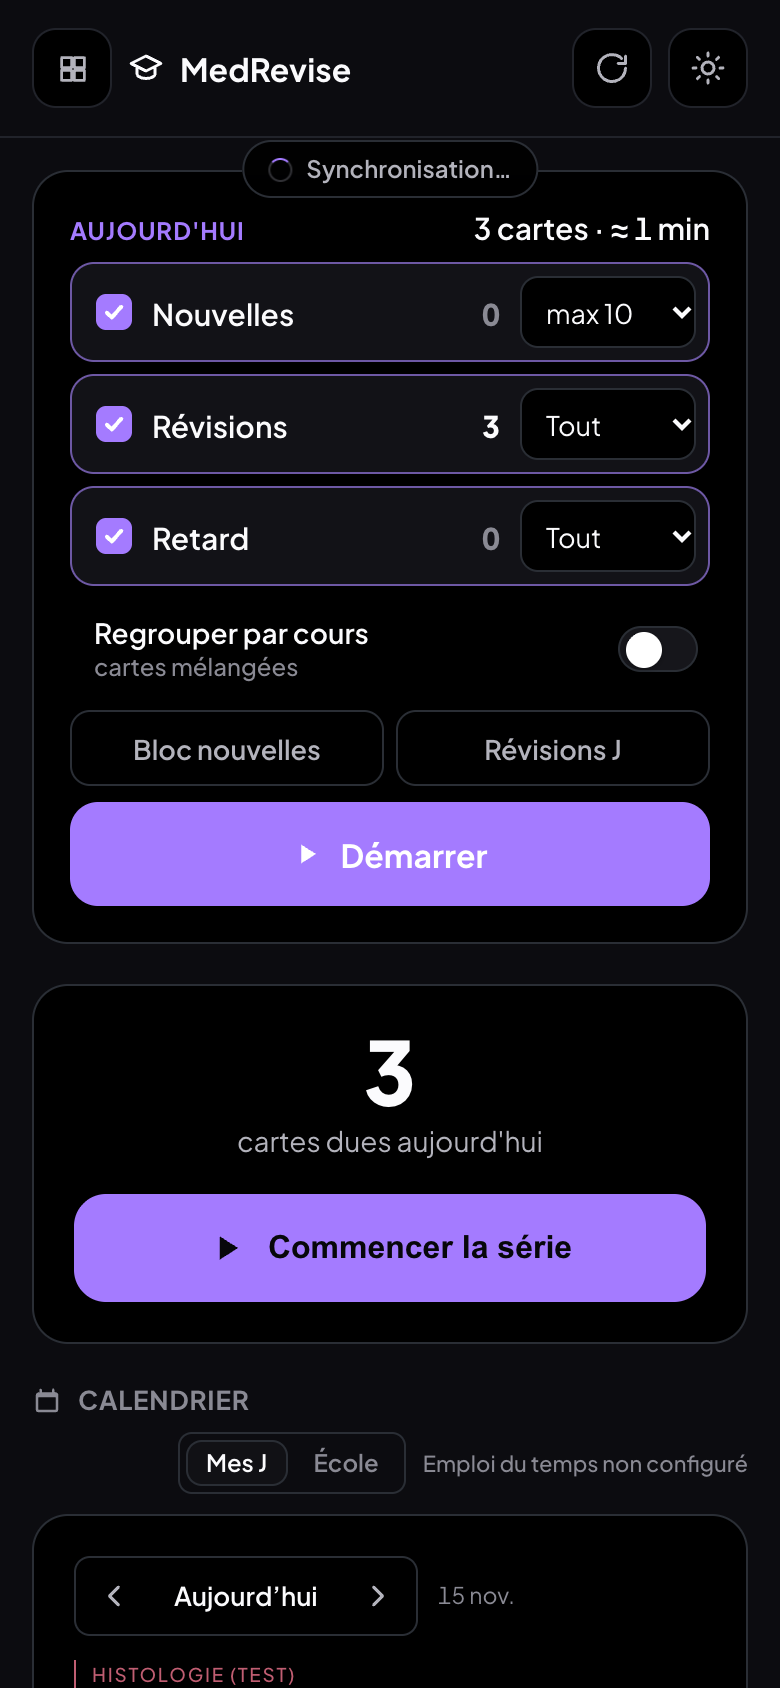 MedRevise
Synchronisation...
AUJOURD'HUI
3 cartes · ≈ 1 min
Nouvelles 0 max 10
Révisions 3 Tout
Retard 0 Tout
Regrouper par cours
cartes mélangées
Bloc nouvelles Révisions J
Démarrer
3
cartes dues aujourd'hui
Commencer la série
CALENDRIER
Mes J École Emploi du temps non configuré
Aujourd’hui 15 nov.
HISTOLOGIE (TEST)